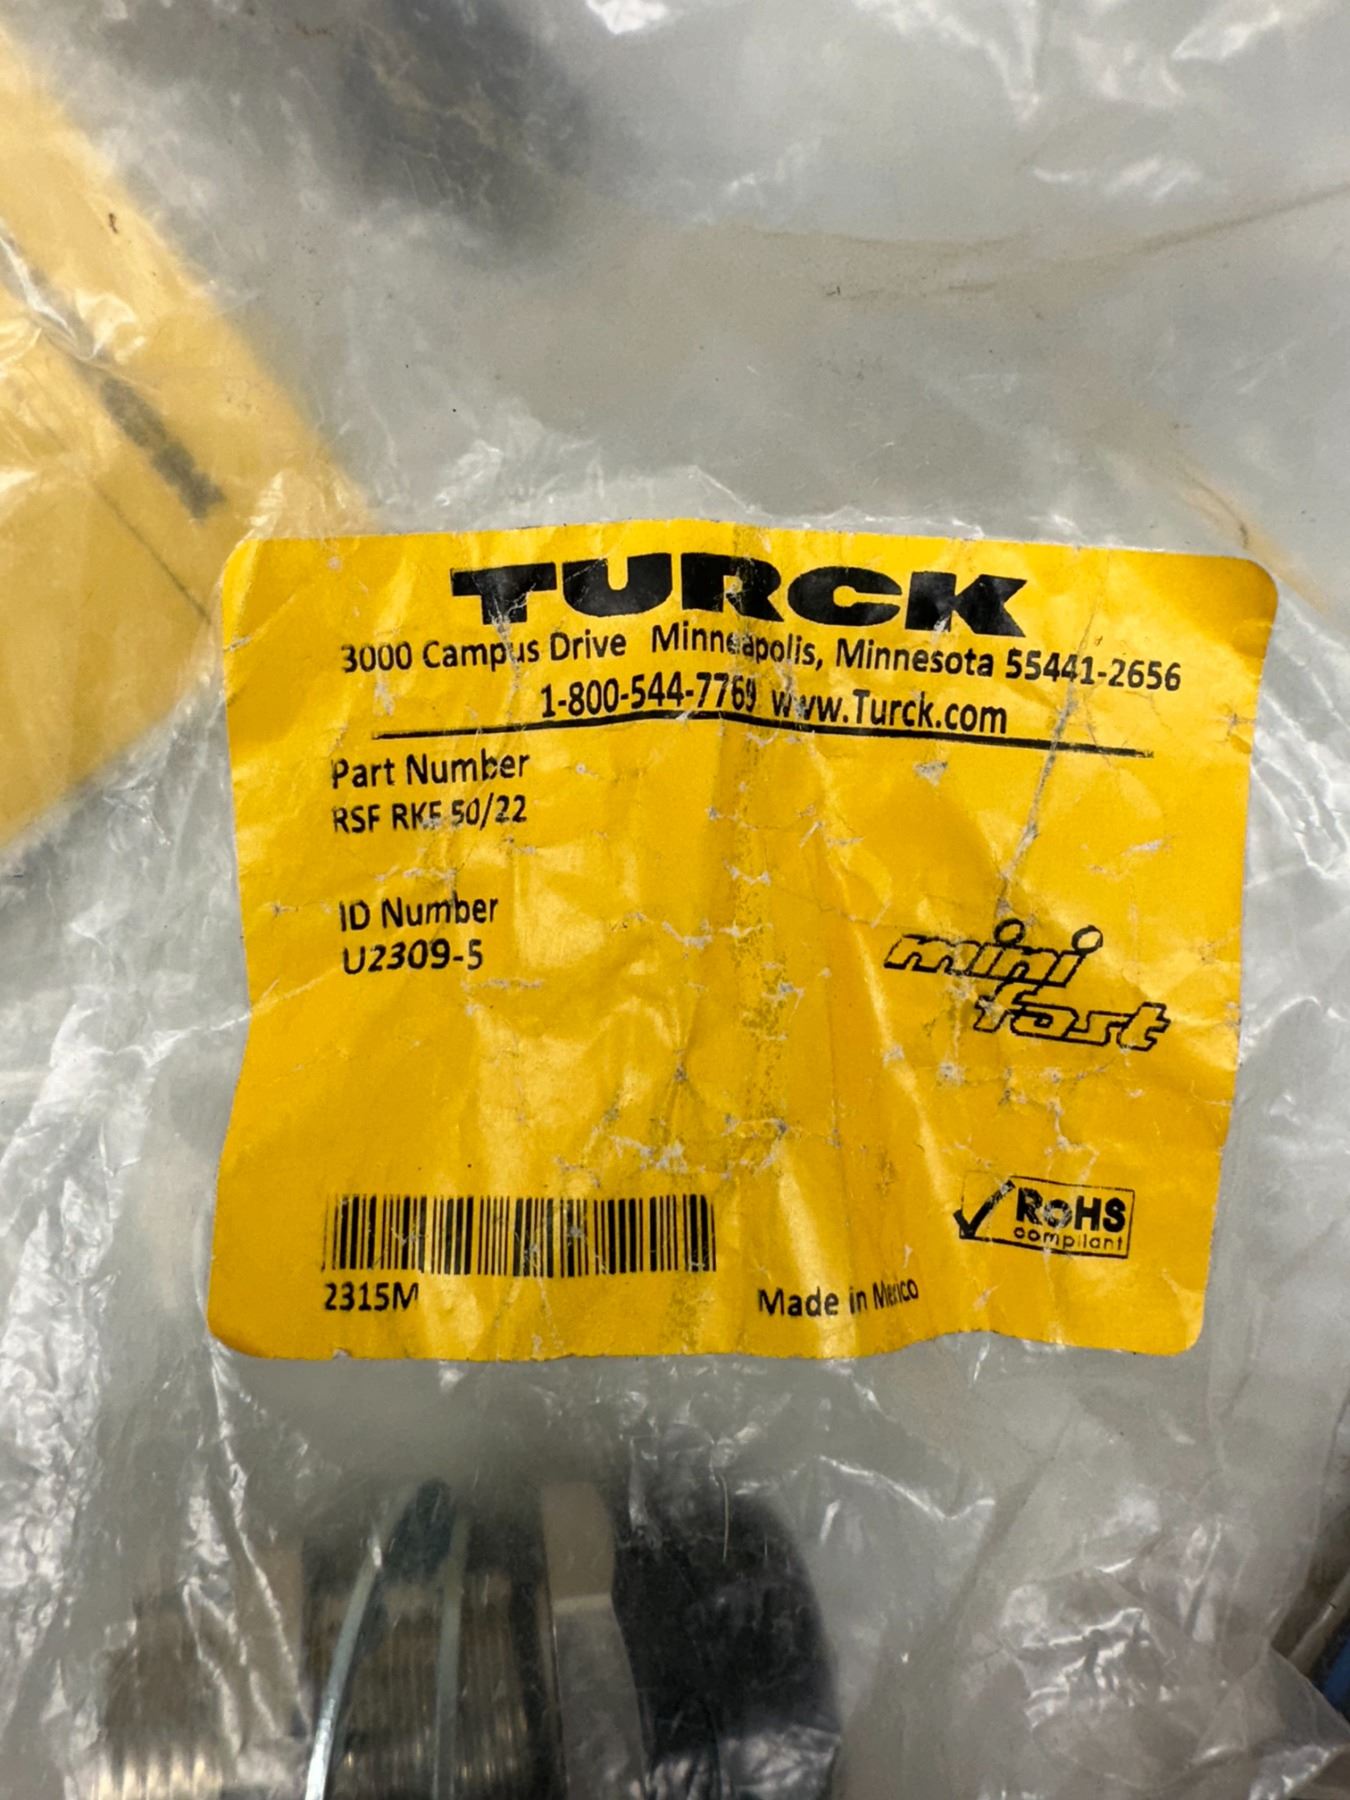 TURCK
3000 Campus Drive Minneapolis, Minnesota 55441-2656
1-800-544-7769 www.Turck.com
Part Number
RSF RKF 50/22
ID Number
U2309-5
mini
fast
RoHS
compliant
2315M
Made in Mexico